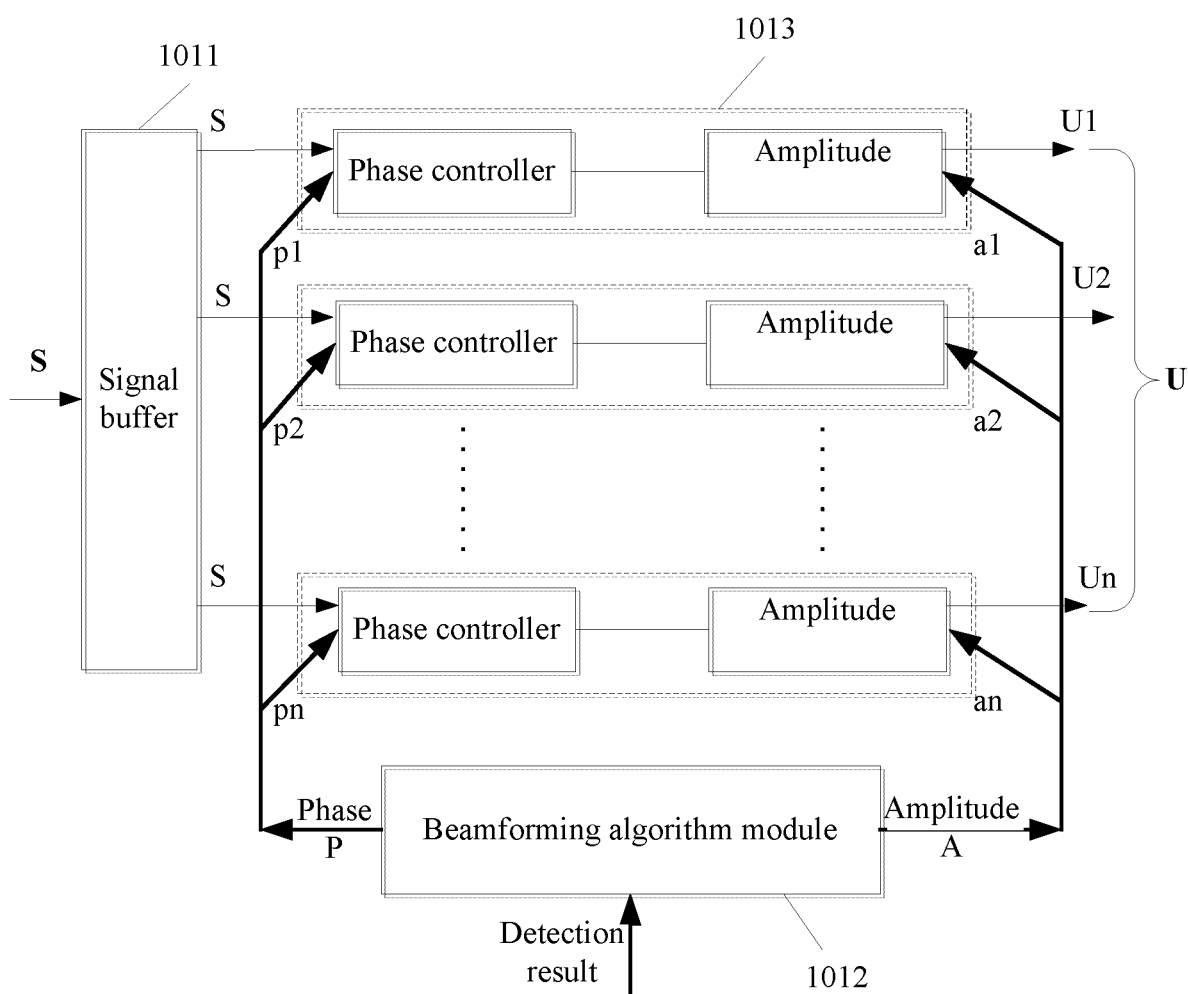 1011
1013
S
Phase controller
Amplitude
U1
p1
a1
S
Phase controller
Amplitude
U2
S
Signal
buffer
U
p2
a2
S
Phase controller
Amplitude
Un
pn
an
Phase
P
Beamforming algorithm module
Amplitude
A
Detection
result
1012